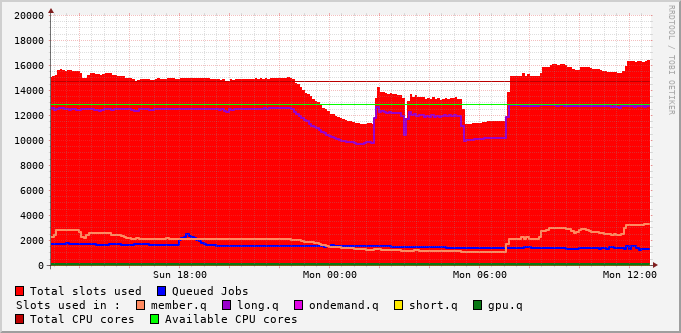 20000
18000
16000
14000
12000
10000
8000
6000
4000
2000
0
Sun 18:00 Mon 00:00 Mon 06:00 Mon 12:00
RRDTOOL / TOBI OETIKER
Total slots used Queued Jobs
Slots used in : member.q long.q ondemand.q short.q gpu.q
Total CPU cores Available CPU cores